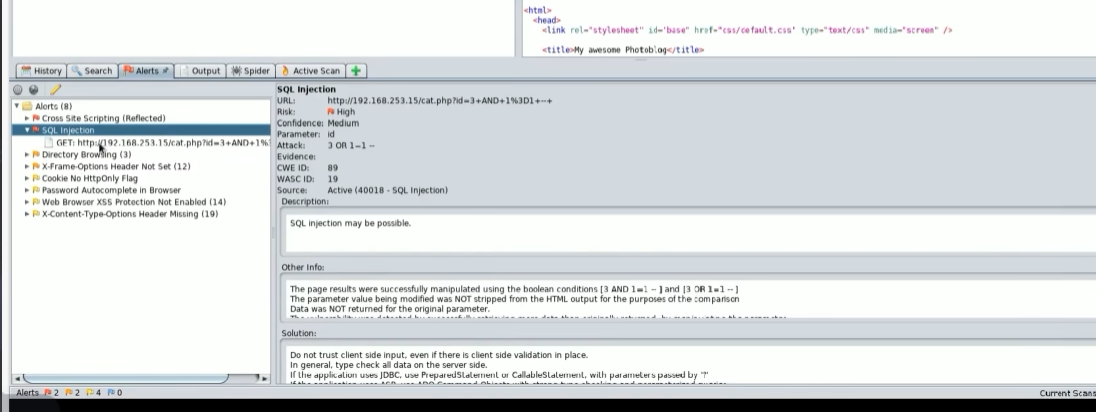 <html>
<head>
<link rel="stylesheet" id='base' href="css/default.css" type="text/css" media="screen" />
<title>My awesome Photoblog</title>
History Search Alerts Output Spider Active Scan
Alerts (8)
Cross Site Scripting (Reflected)
SQL Injection
GET: http://192.168.253.15/cat.php?id=3+AND+1%
Directory Browsing (3)
X-Frame-Options Header Not Set (12)
Cookie No HttpOnly Flag
Password Autocomplete in Browser
Web Browser XSS Protection Not Enabled (14)
X-Content-Type-Options Header Missing (19)
SQL Injection
URL: http://192.168.253.15/cat.php?id=3+AND+1%3D1+--+
Risk: High
Confidence: Medium
Parameter: id
Attack: 3 OR 1=1 --
Evidence:
CWE ID: 89
WASC ID: 19
Source: Active (40018 - SQL Injection)
Description:
SQL injection may be possible.
Other Info:
The page results were successfully manipulated using the boolean conditions [3 AND 1=1 -- ] and [3 OR 1=1 -- ]
The parameter value being modified was NOT stripped from the HTML output for the purposes of the comparison
Data was NOT returned for the original parameter.
Solution:
Do not trust client side input, even if there is client side validation in place.
In general, type check all data on the server side.
If the application uses JDBC, use PreparedStatement or CallableStatement, with parameters passed by '?'
Alerts 2 2 4 0
Current Scans